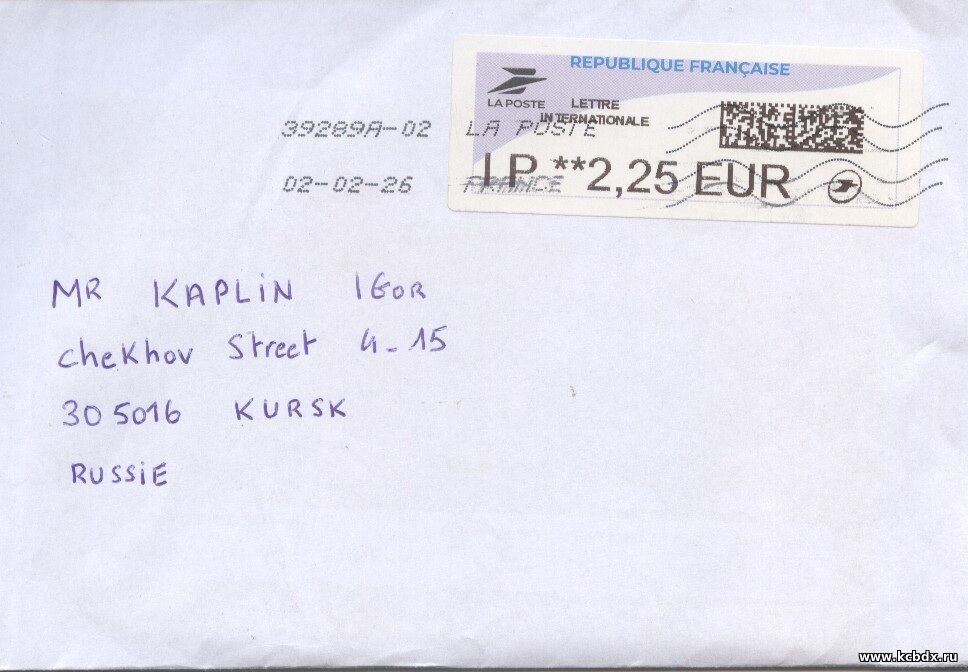 REPUBLIQUE FRANÇAISE
LA POSTE LETTRE
INTERNATIONALE
39289A-02 LA POSTE
LP **2,25 EUR
02-02-26 FRANCE
MR KAPLIN IGOR
Chekhov Street 4-15
305016 KURSK
RUSSIE
www.kcbdx.ru